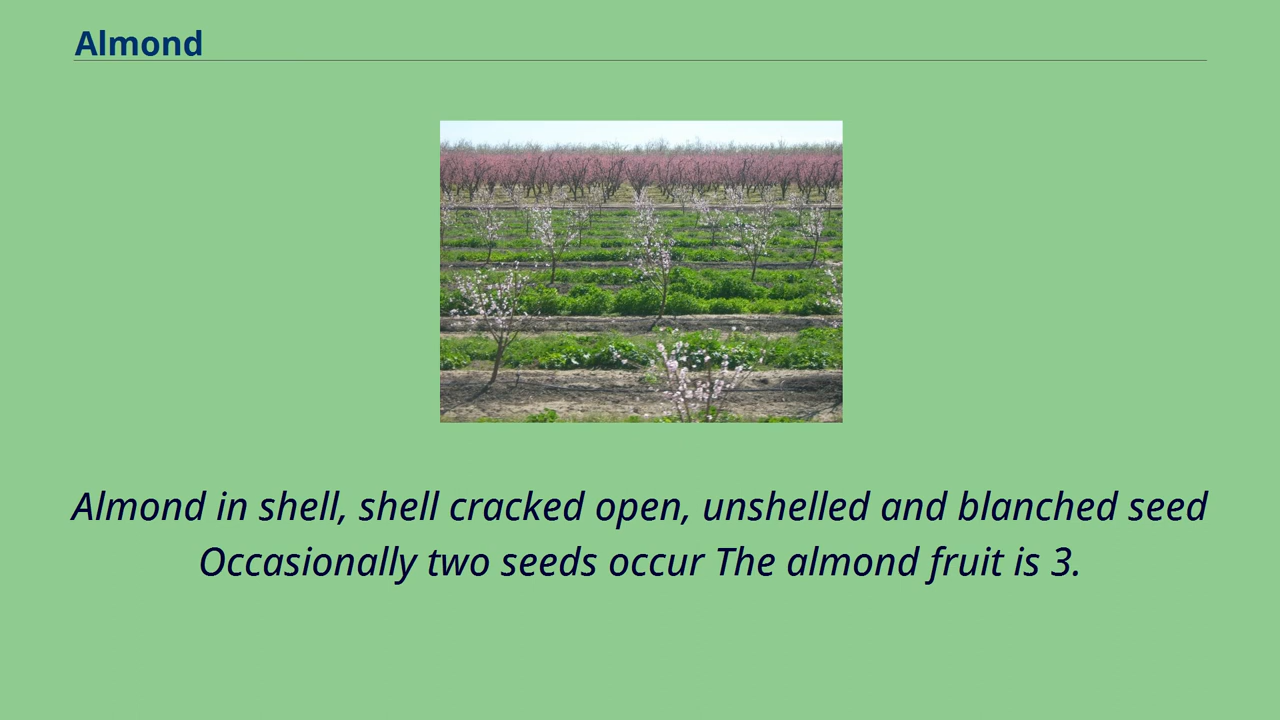 Almond
Almond in shell, shell cracked open, unshelled and blanched seed
Occasionally two seeds occur The almond fruit is 3.